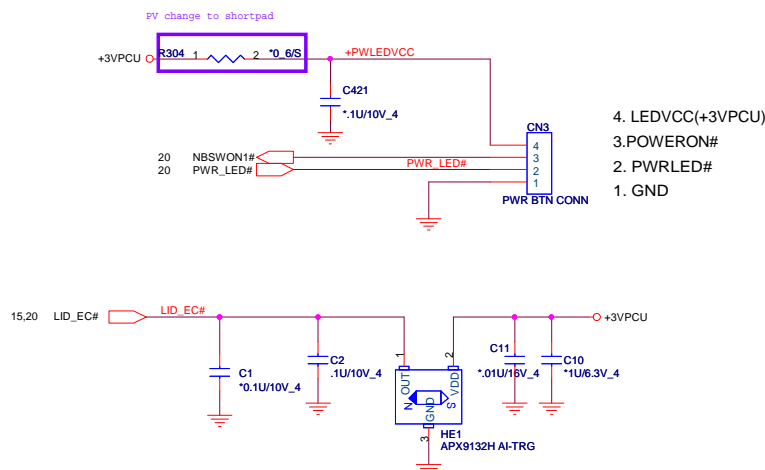 PV change to shortpad
+3VPCU
R304
1
2
*0_6/S
+PWLEDVCC
C421
*.1U/10V_4
CN3
4
3
2
1
PWR BTN CONN
20 NBSWON1#
20 PWR_LED#
PWR_LED#
4. LEDVCC(+3VPCU)
3.POWERON#
2. PWRLED#
1. GND
15,20 LID_EC#
LID_EC#
+3VPCU
C1
*0.1U/10V_4
C2
.1U/10V_4
1
2
OUT
VDD
N
S
GND
3
HE1
APX9132H AI-TRG
C11
*.01U/16V_4
C10
*1U/6.3V_4